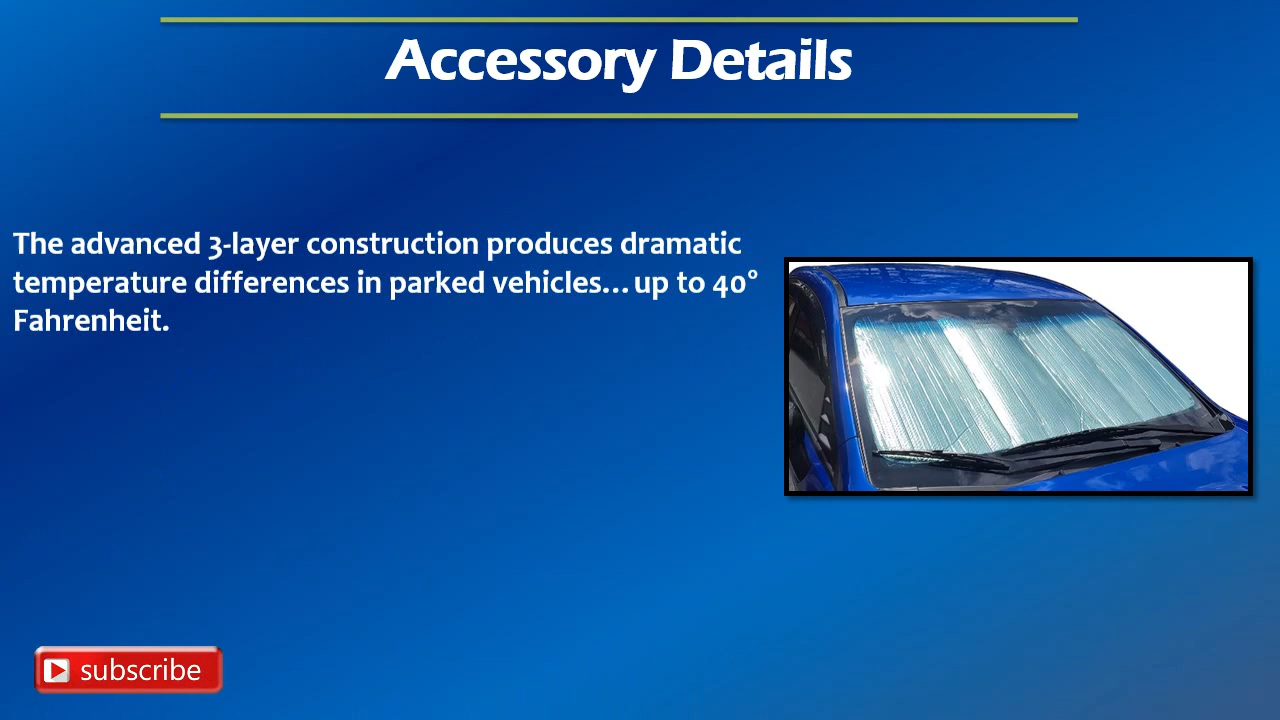 Accessory Details
The advanced 3-layer construction produces dramatic
temperature differences in parked vehicles...up to 40°
Fahrenheit.
subscribe